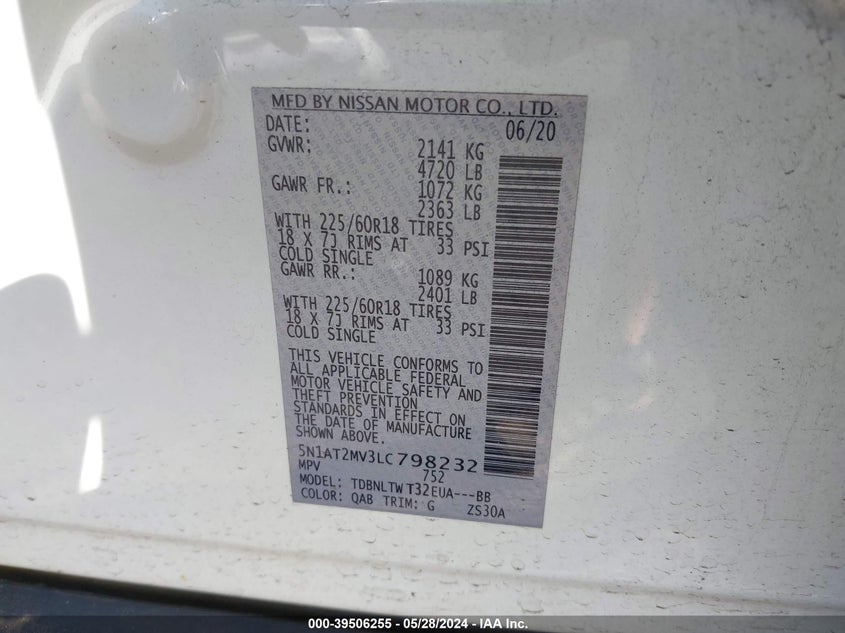 MFD BY NISSAN MOTOR CO., LTD.
DATE: 06/20
GVWR: 2141 KG
4720 LB
GAWR FR.: 1072 KG
2363 LB
WITH 225/60R18 TIRES
18 X 7J RIMS AT 33 PSI
COLD SINGLE
GAWR RR.: 1089 KG
2401 LB
WITH 225/60R18 TIRES
18 X 7J RIMS AT 33 PSI
COLD SINGLE
THIS VEHICLE CONFORMS TO
ALL APPLICABLE FEDERAL
MOTOR VEHICLE SAFETY AND
THEFT PREVENTION
STANDARDS IN EFFECT ON
THE DATE OF MANUFACTURE
SHOWN ABOVE.
5N1AT2MV3LC798232
MPV 752
MODEL: TDBNLTWT32EUA---BB
COLOR: QAB TRIM: G ZS30A
000-39506255 - 05/28/2024 - IAA Inc.